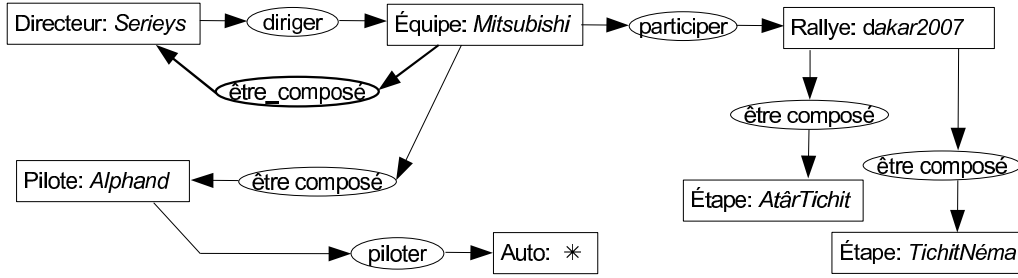 Directeur: Serieys
diriger
Équipe: Mitsubishi
participer
Rallye: dakar2007
être_composé
être composé
être composé
Pilote: Alphand
être composé
Étape: AtârTichit
piloter
Auto: ✳
Étape: TichitNéma